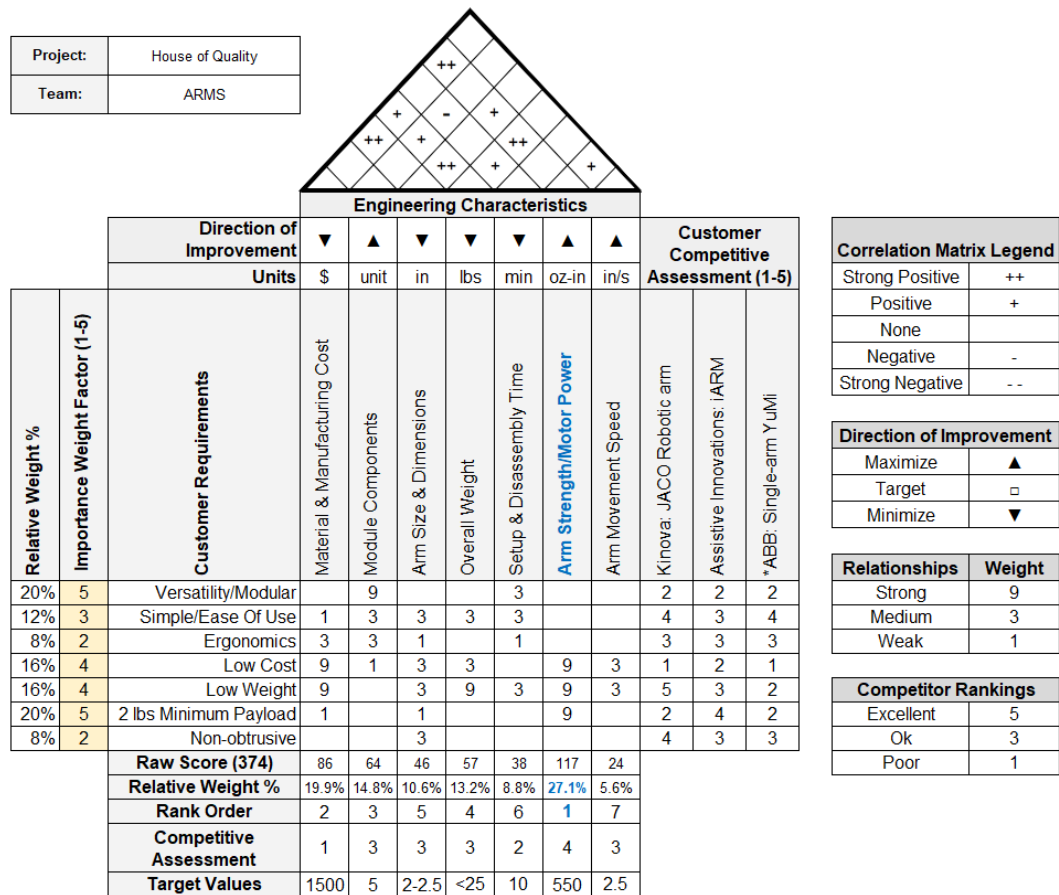 Project: House of Quality
Team: ARMS
++
+ - +
++ + ++
++ + +
Engineering Characteristics
Direction of Improvement ▼ ▲ ▼ ▼ ▼ ▲ ▲
Customer Competitive Assessment (1-5)
Units $ unit in lbs min oz-in in/s
Relative Weight %
Importance Weight Factor (1-5)
Customer Requirements
Material & Manufacturing Cost
Module Components
Arm Size & Dimensions
Overall Weight
Setup & Disassembly Time
Arm Strength/Motor Power
Arm Movement Speed
Kinova: JACO Robotic arm
Assistive Innovations: iARM
*ABB: Single-arm YuMi
20% 5 Versatility/Modular 9 3 2 2 2
12% 3 Simple/Ease Of Use 1 3 3 3 3 4 3 4
8% 2 Ergonomics 3 3 1 1 3 3 3
16% 4 Low Cost 9 1 3 3 9 3 1 2 1
16% 4 Low Weight 9 3 9 3 9 3 5 3 2
20% 5 2 lbs Minimum Payload 1 1 9 2 4 2
8% 2 Non-obtrusive 3 4 3 3
Raw Score (374) 86 64 46 57 38 117 24
Relative Weight % 19.9% 14.8% 10.6% 13.2% 8.8% 27.1% 5.6%
Rank Order 2 3 5 4 6 1 7
Competitive Assessment 1 3 3 3 2 4 3
Target Values 1500 5 2-2.5 <25 10 550 2.5
Correlation Matrix Legend
Strong Positive ++
Positive +
None
Negative -
Strong Negative - -
Direction of Improvement
Maximize ▲
Target □
Minimize ▼
Relationships Weight
Strong 9
Medium 3
Weak 1
Competitor Rankings
Excellent 5
Ok 3
Poor 1